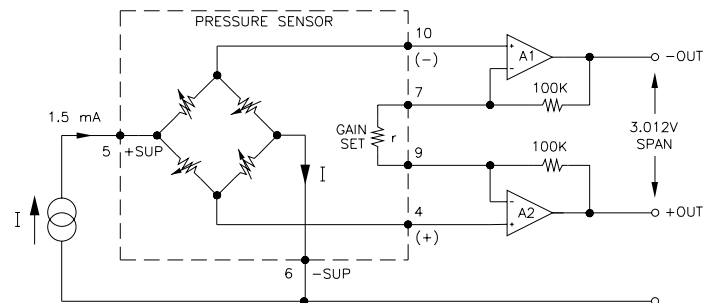 PRESSURE SENSOR
10
(-)
+
A1
-
-OUT
7
100K
1.5 mA
GAIN
SET
r
3.012V
SPAN
5
+SUP
I
9
100K
I
-
A2
+
+OUT
4
(+)
6
-SUP